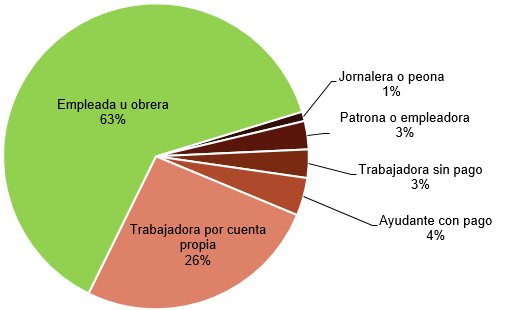 Empleada u obrera
63%
Jornalera o peona
1%
Patrona o empleadora
3%
Trabajadora sin pago
3%
Ayudante con pago
4%
Trabajadora por cuenta
propia
26%